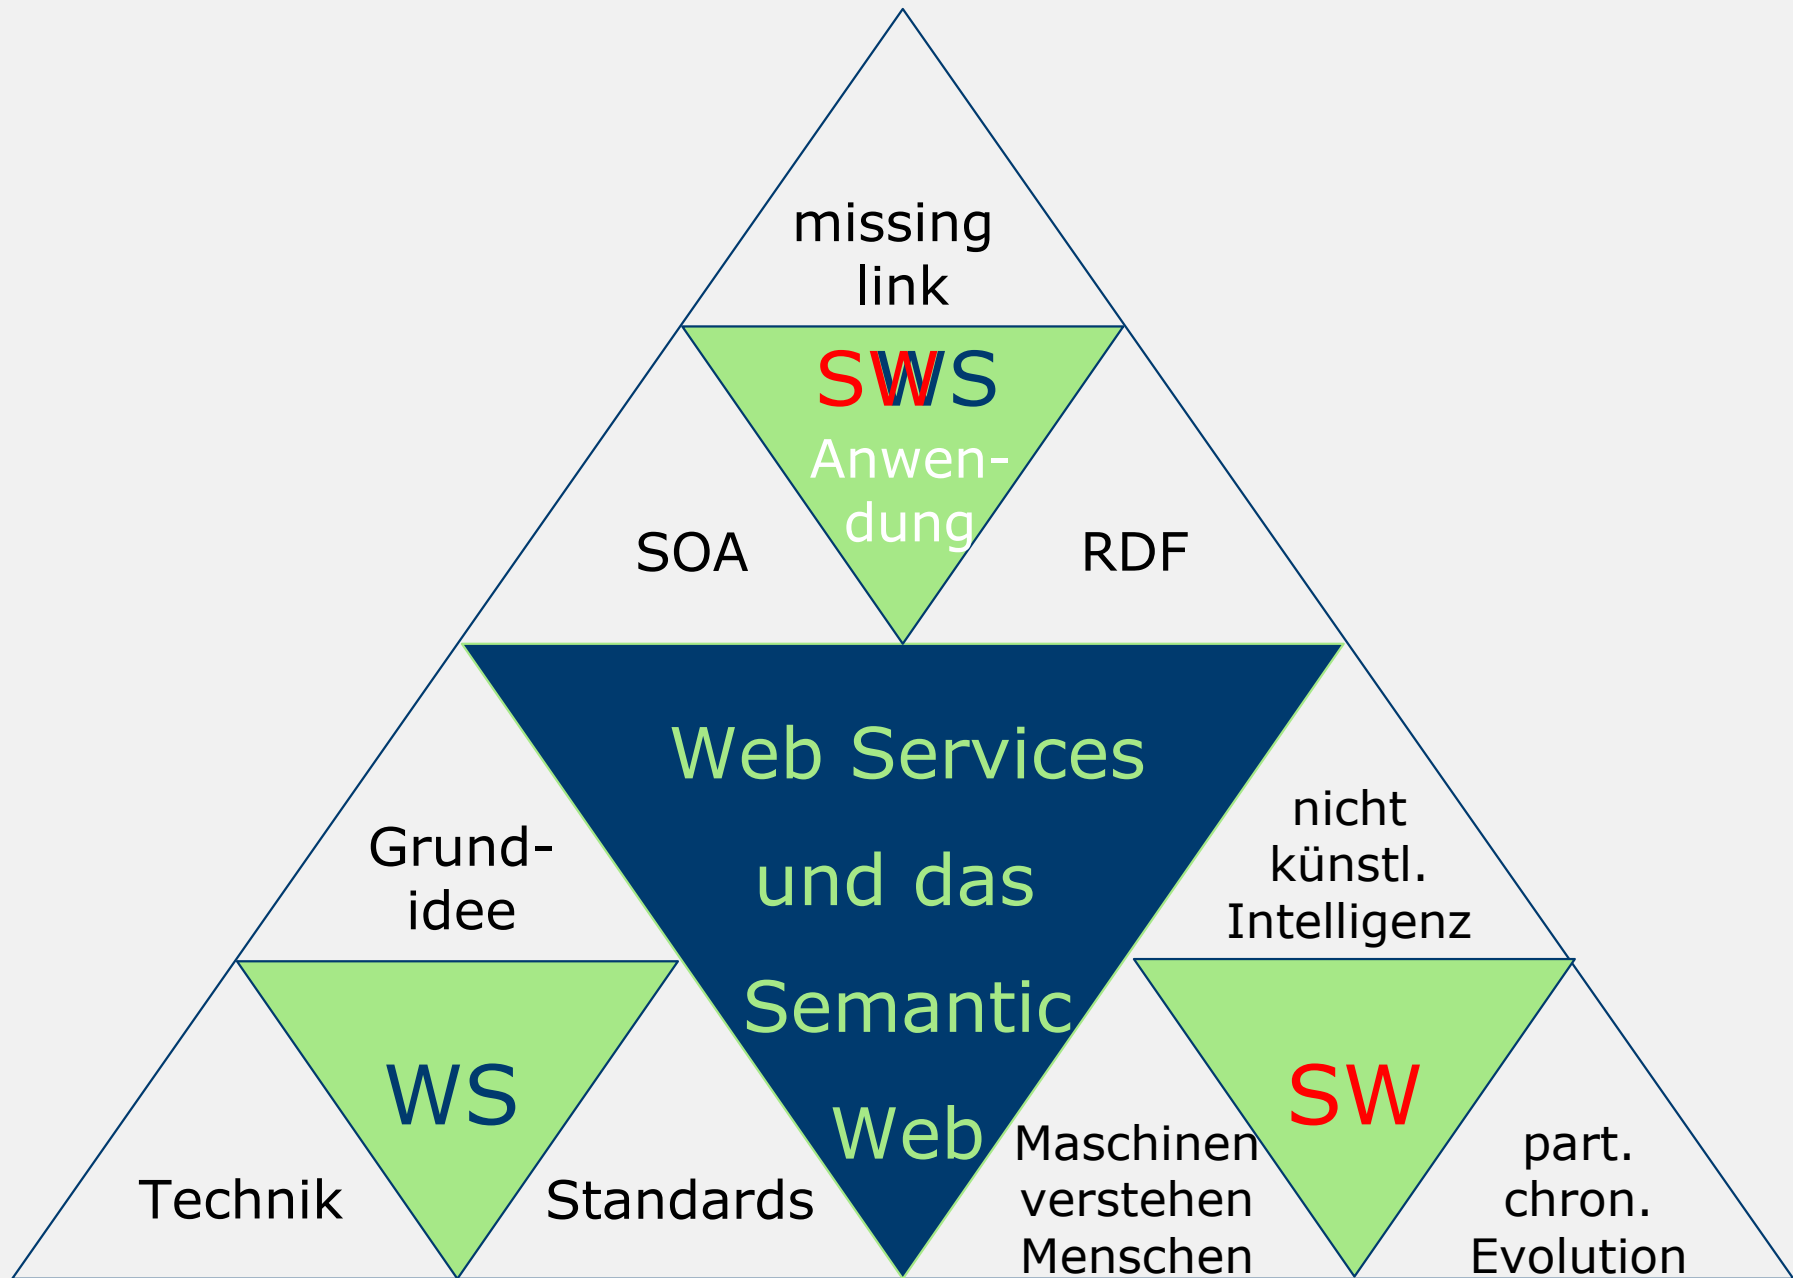 missing
link
SWWS
Anwen-
dung
SOA
RDF
Web Services
und das
Semantic
Web
Grund-
idee
WS
Technik
Standards
nicht
künstl.
Intelligenz
SW
Maschinen
verstehen
Menschen
part.
chron.
Evolution